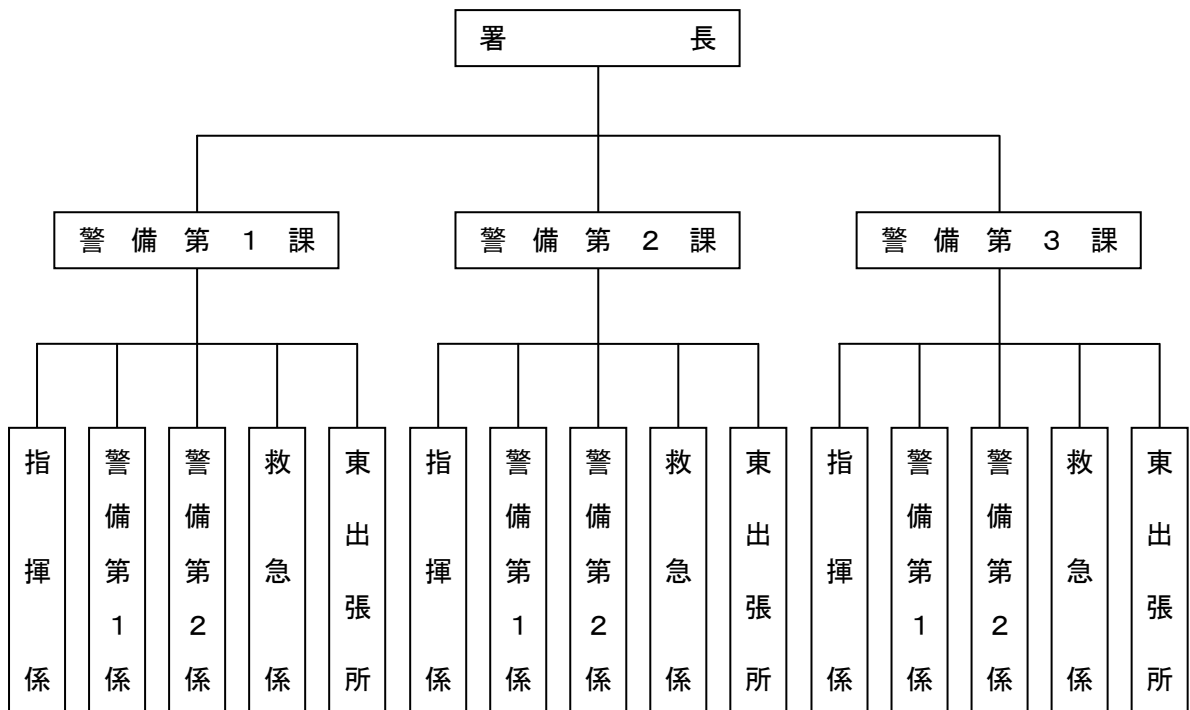 署長
警備第１課
警備第２課
警備第３課
指揮係
警備第１係
警備第２係
救急係
東出張所
指揮係
警備第１係
警備第２係
救急係
東出張所
指揮係
警備第１係
警備第２係
救急係
東出張所